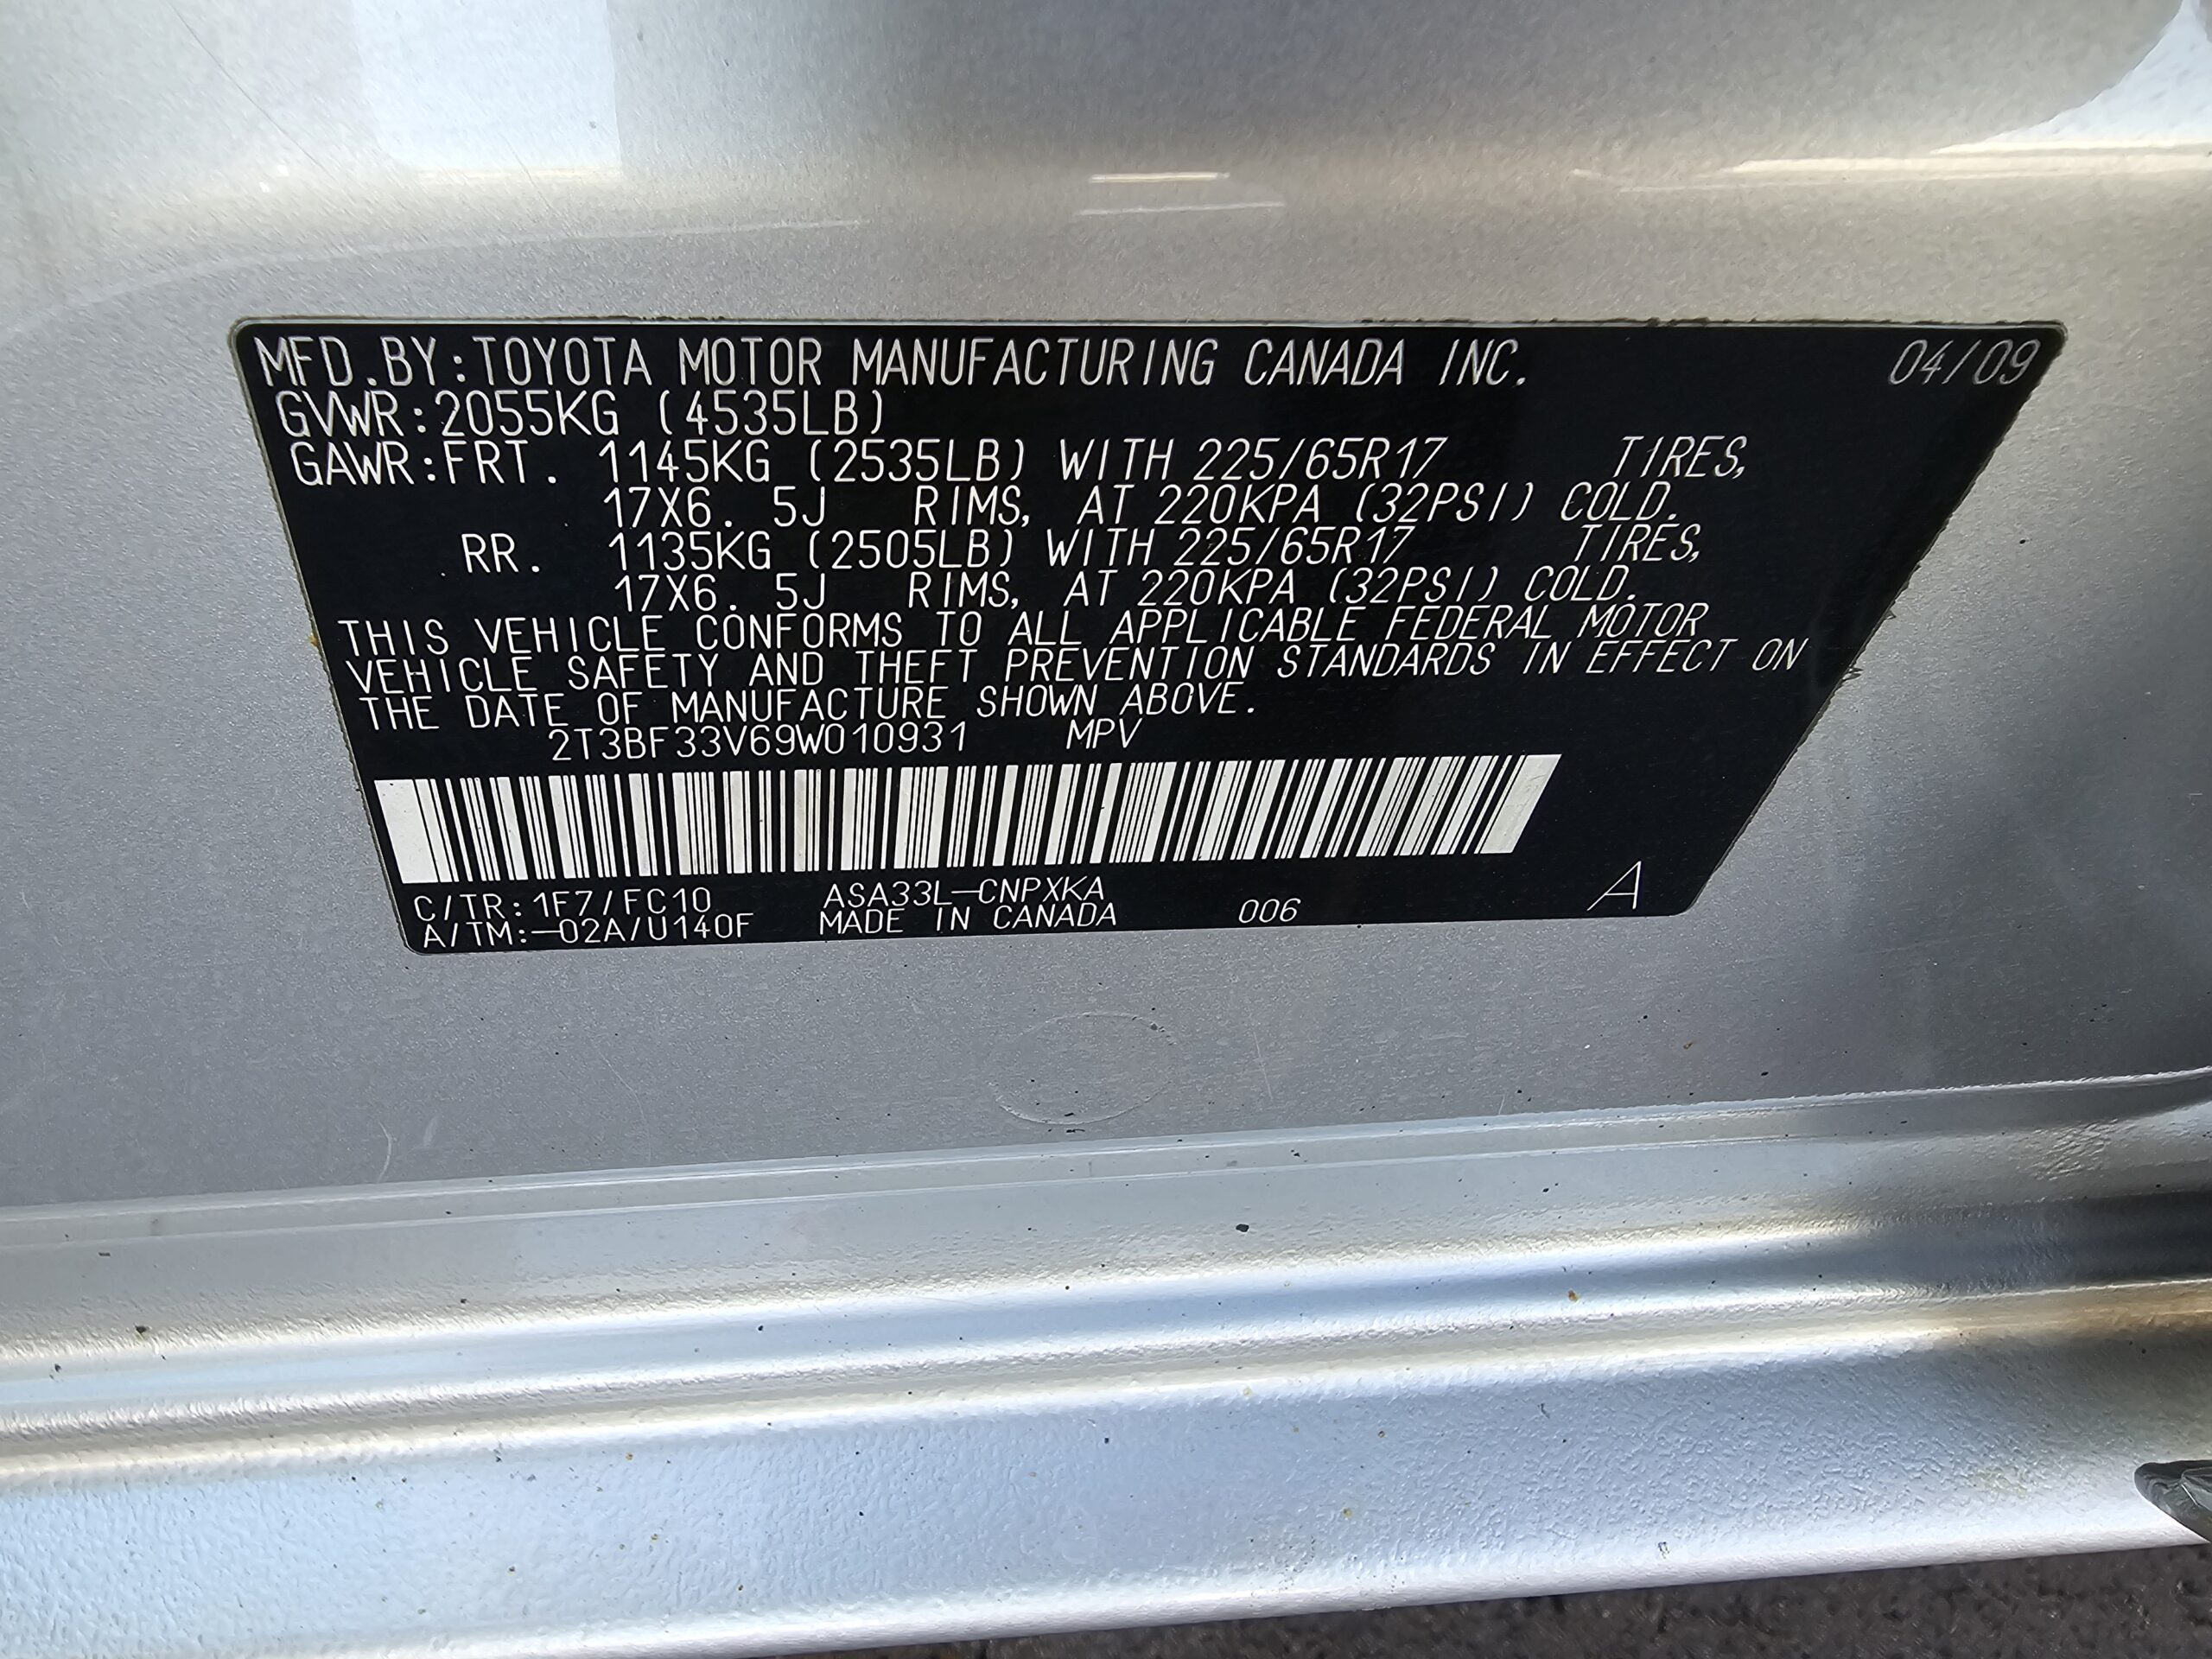 MFD.BY:TOYOTA MOTOR MANUFACTURING CANADA INC. 04/09
GVWR:2055KG (4535LB)
GAWR:FRT. 1145KG (2535LB) WITH 225/65R17 TIRES,
17X6. 5J RIMS, AT 220KPA (32PSI) COLD.
RR. 1135KG (2505LB) WITH 225/65R17 TIRES,
17X6. 5J RIMS, AT 220KPA (32PSI) COLD.
THIS VEHICLE CONFORMS TO ALL APPLICABLE FEDERAL MOTOR
VEHICLE SAFETY AND THEFT PREVENTION STANDARDS IN EFFECT ON
THE DATE OF MANUFACTURE SHOWN ABOVE.
2T3BF33V69W010931 MPV
C/TR:1F7/FC10 ASA33L-CNPXKA
A/TM:-02A/U140F MADE IN CANADA 006 A